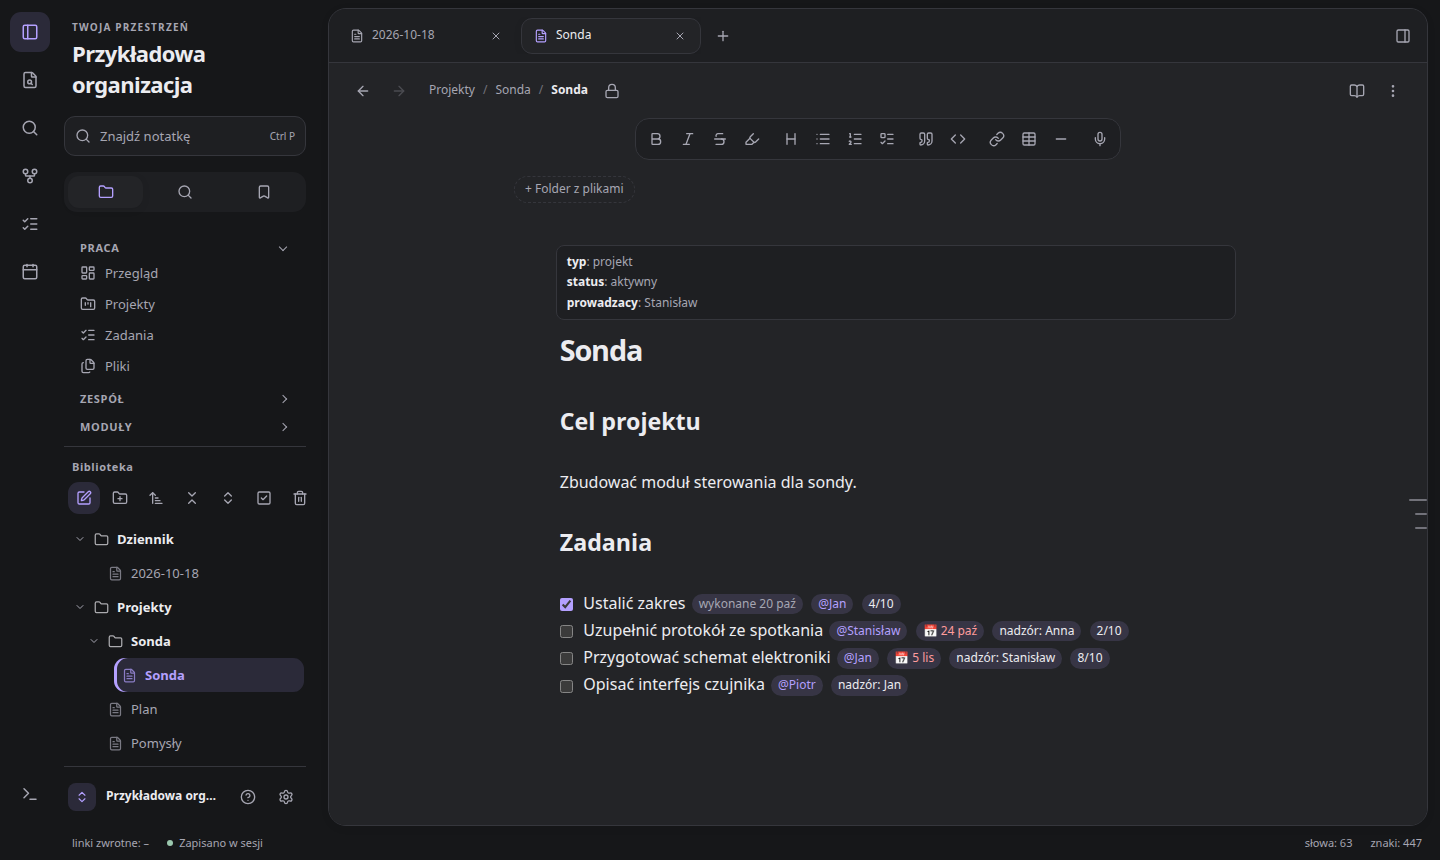 TWOJA PRZESTRZEŃ
Przykładowa
organizacja
Znajdź notatkę
Ctrl P
PRACA
Przegląd
Projekty
Zadania
Pliki
ZESPÓŁ
MODUŁY
Biblioteka
Dziennik
2026-10-18
Projekty
Sonda
Sonda
Plan
Pomysły
Przykładowa org...
linki zwrotne: –
Zapisano w sesji
2026-10-18
Sonda
Projekty / Sonda / Sonda
+ Folder z plikami
typ: projekt
status: aktywny
prowadzacy: Stanisław
Sonda
Cel projektu
Zbudować moduł sterowania dla sondy.
Zadania
Ustalić zakres wykonane 20 paź @Jan 4/10
Uzupełnić protokół ze spotkania @Stanisław 📅 24 paź nadzór: Anna 2/10
Przygotować schemat elektroniki @Jan 📅 5 lis nadzór: Stanisław 8/10
Opisać interfejs czujnika @Piotr nadzór: Jan
słowa: 63
znaki: 447